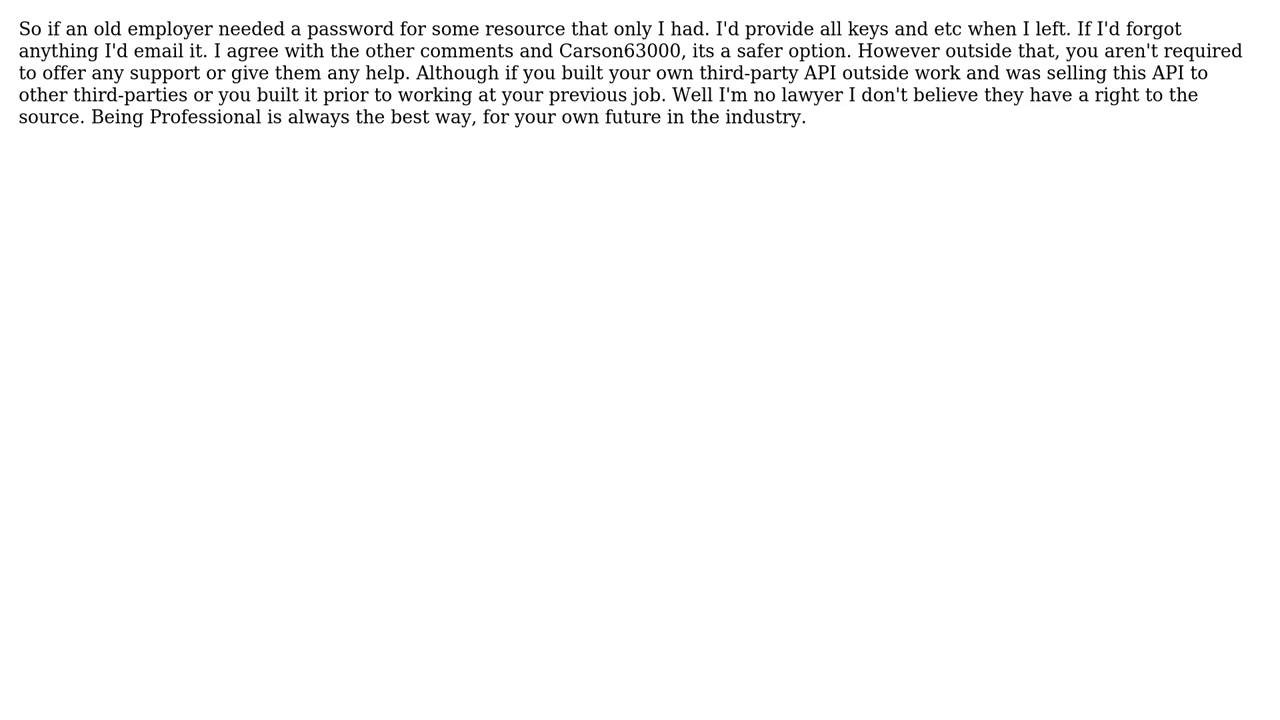 So if an old employer needed a password for some resource that only I had. I'd provide all keys and etc when I left. If I'd forgot
anything I'd email it. I agree with the other comments and Carson63000, its a safer option. However outside that, you aren't required
to offer any support or give them any help. Although if you built your own third-party API outside work and was selling this API to
other third-parties or you built it prior to working at your previous job. Well I'm no lawyer I don't believe they have a right to the
source. Being Professional is always the best way, for your own future in the industry.